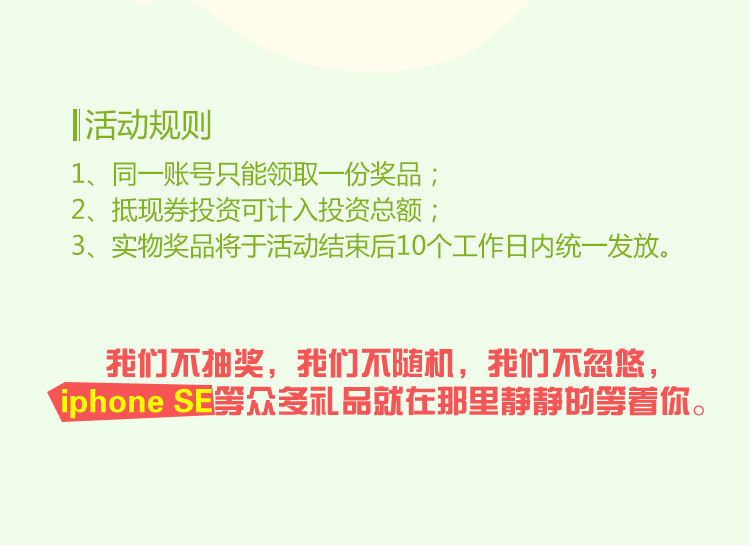 活动规则
1、同一账号只能领取一份奖品；
2、抵现券投资可计入投资总额；
3、实物奖品将于活动结束后10个工作日内统一发放。
我们不抽奖，我们不随机，我们不忽悠，
iphone SE等众多礼品就在那里静静的等着你。